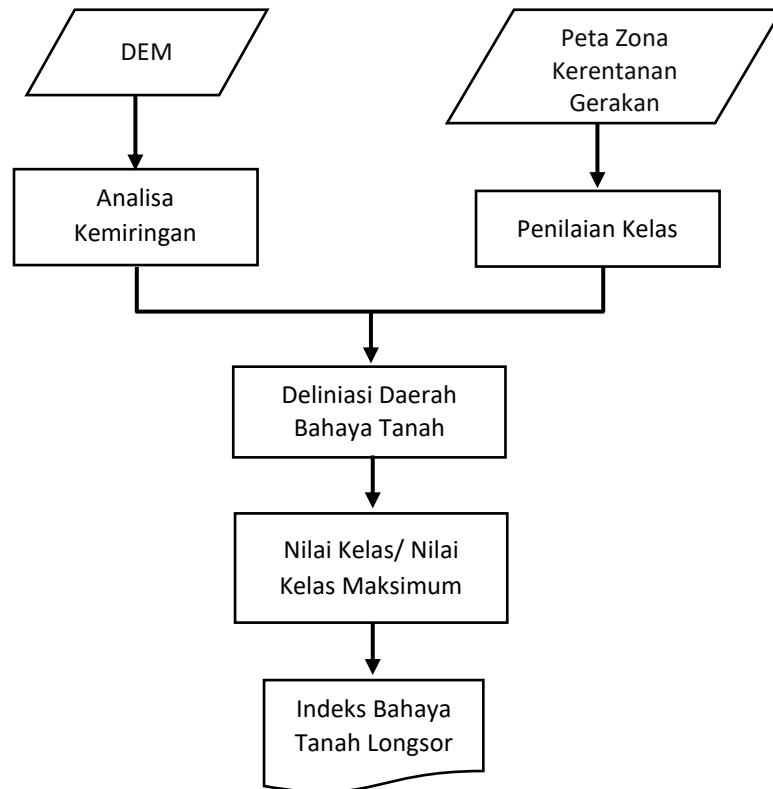 DEM
Peta Zona
Kerentanan
Gerakan
Analisa
Kemiringan
Penilaian Kelas
Deliniasi Daerah
Bahaya Tanah
Nilai Kelas/ Nilai
Kelas Maksimum
Indeks Bahaya
Tanah Longsor